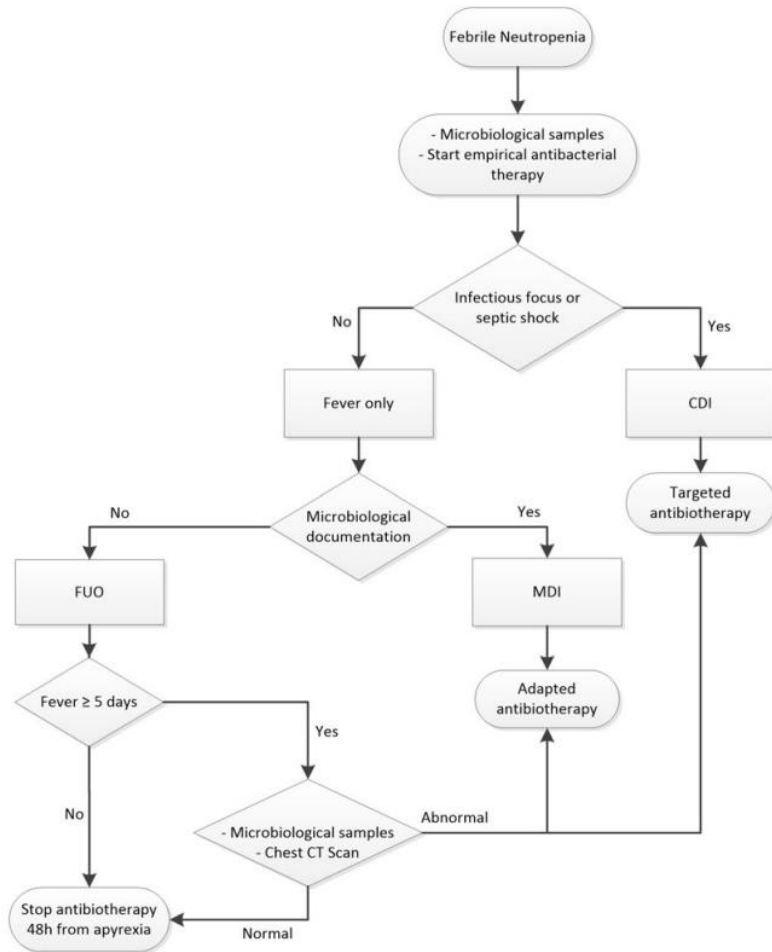 Febrile Neutropenia
- Microbiological samples
- Start empirical antibacterial
therapy
Infectious focus or
septic shock
No
Yes
Fever only
CDI
Targeted
antibiotherapy
Microbiological
documentation
No
Yes
FUO
MDI
Fever ≥ 5 days
Adapted
antibiotherapy
Yes
No
- Microbiological samples
- Chest CT Scan
Abnormal
Stop antibiotherapy
48h from apyrexia
Normal